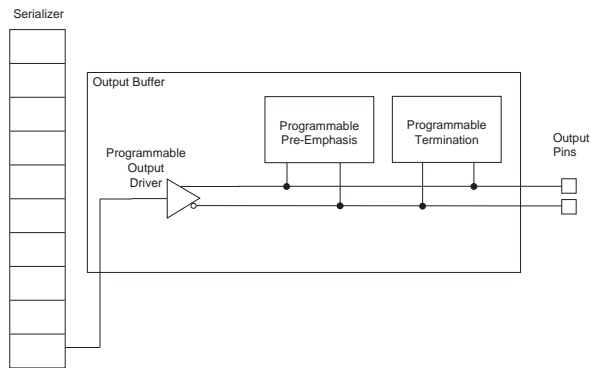 Serializer
Output Buffer
Programmable
Pre-Emphasis
Programmable
Termination
Output
Pins
Programmable
Output
Driver